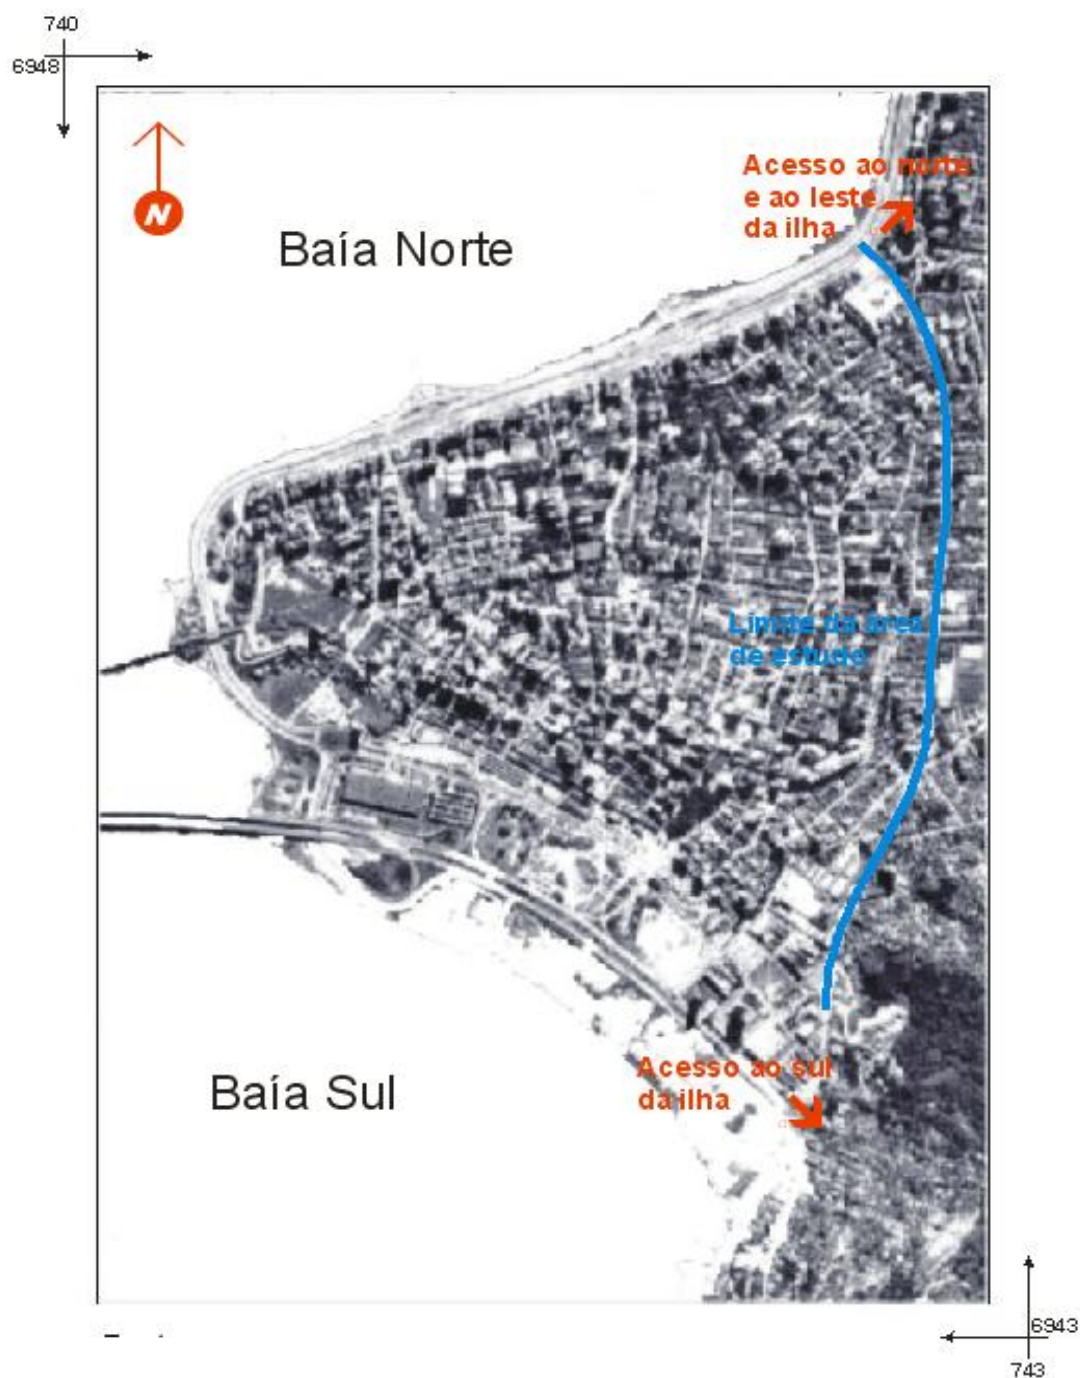 740
6948
Acesso ao norte
e ao leste
da ilha
N
Baía Norte
Limite da área
de estudo
Acesso ao sul
da ilha
Baía Sul
6943
743